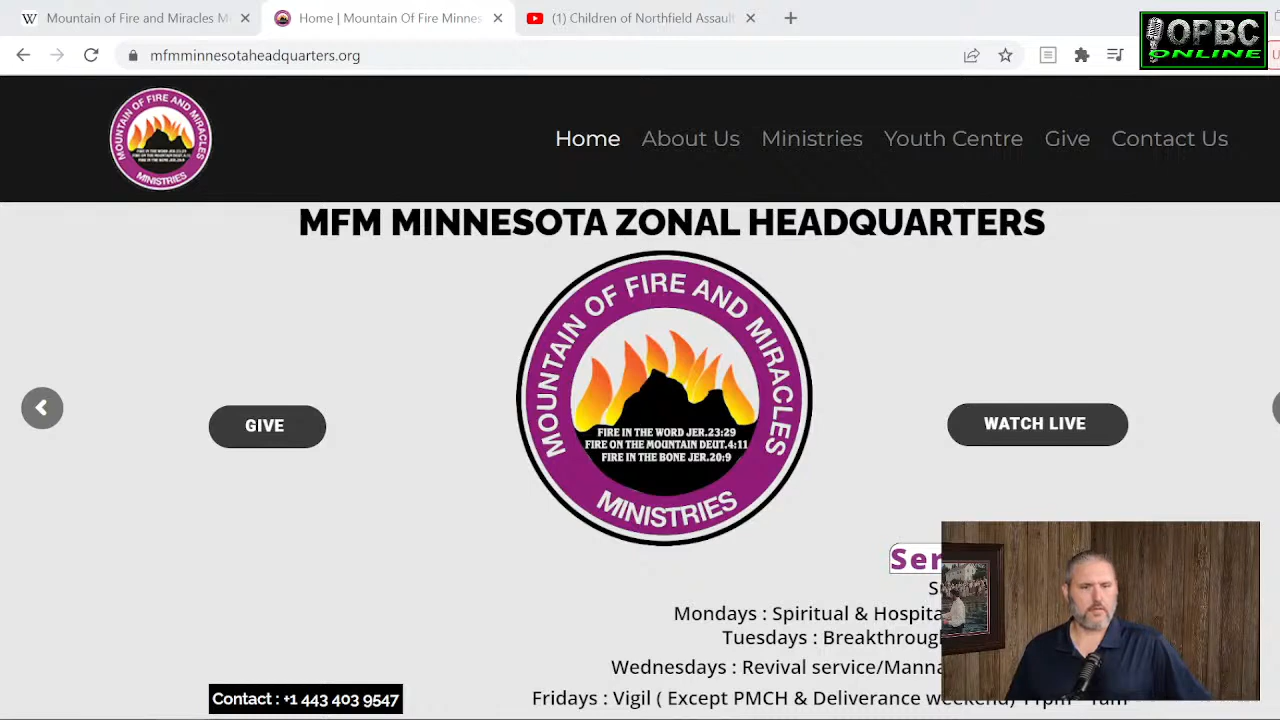 Mountain of Fire and Miracles M
Home | Mountain Of Fire Minnes
(1) Children of Northfield Assault
OPBC
ONLINE
mfmminnesotaheadquarters.org
MOUNTAIN OF FIRE AND MIRACLES
MINISTRIES
Home
About Us
Ministries
Youth Centre
Give
Contact Us
MFM MINNESOTA ZONAL HEADQUARTERS
MOUNTAIN OF FIRE AND MIRACLES
FIRE IN THE WORD JER.23:29
FIRE ON THE MOUNTAIN DEUT.4:11
FIRE IN THE BONE JER.20:9
MINISTRIES
GIVE
WATCH LIVE
Ser
S
Mondays : Spiritual & Hospita
Tuesdays : Breakthroug
Wednesdays : Revival service/Manna
Contact : +1 443 403 9547
Fridays : Vigil ( Except PMCH & Deliverance weekend) 11pm - 1am